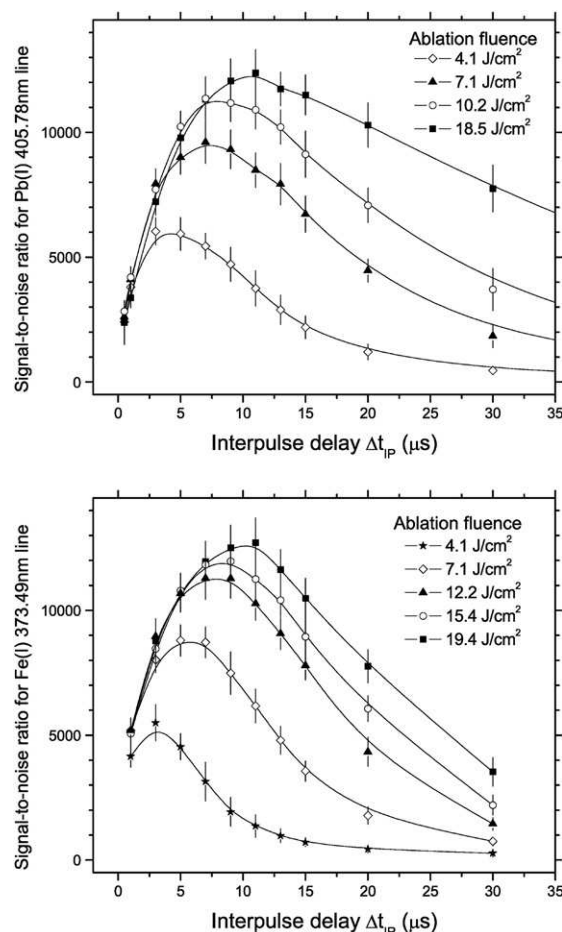 Signal-to-noise ratio for Pb(I) 405.78nm line
Ablation fluence
4.1 J/cm²
7.1 J/cm²
10.2 J/cm²
18.5 J/cm²
10000
5000
0
0 5 10 15 20 25 30 35
Interpulse delay Δt_IP (μs)
Signal-to-noise ratio for Fe(I) 373.49nm line
Ablation fluence
4.1 J/cm²
7.1 J/cm²
12.2 J/cm²
15.4 J/cm²
19.4 J/cm²
10000
5000
0
0 5 10 15 20 25 30 35
Interpulse delay Δt_IP (μs)